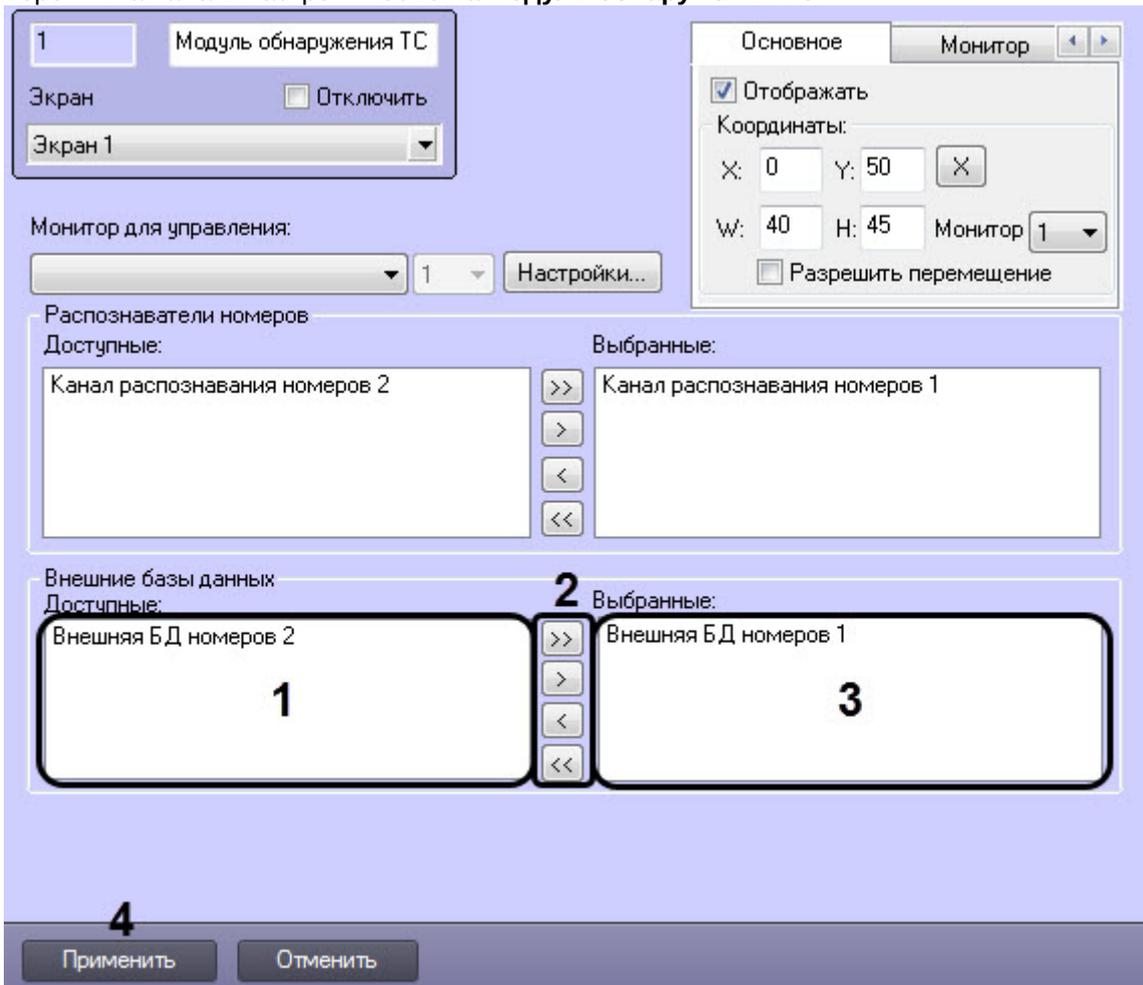 1
Модуль обнаружения ТС
Экран
Отключить
Экран 1
Основное
Монитор
Отображать
Координаты:
X: 0 Y: 50 X
W: 40 H: 45 Монитор 1
Разрешить перемещение
Монитор для управления:
1
Настройки...
Распознаватели номеров
Доступные:
Выбранные:
Канал распознавания номеров 2
>>
>
<
<<
Канал распознавания номеров 1
Внешние базы данных
Доступные:
2
Выбранные:
Внешняя БД номеров 2
1
>>
>
<
<<
Внешняя БД номеров 1
3
4
Применить
Отменить